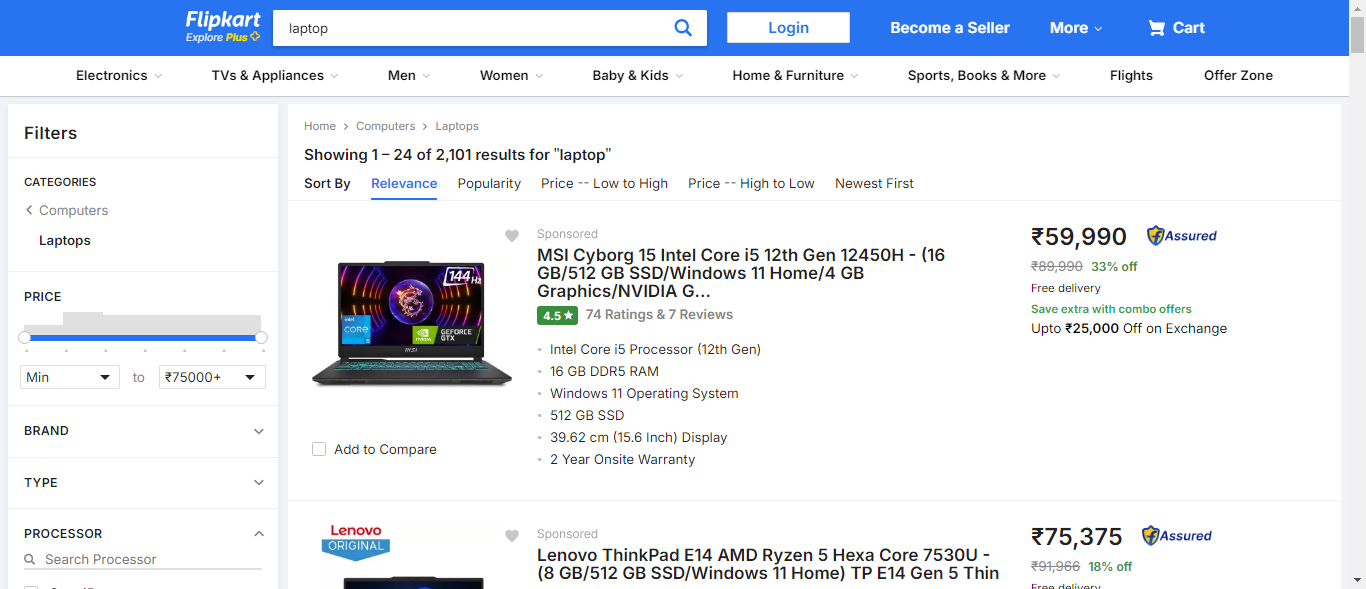 Flipkart
Explore Plus
laptop
Login
Become a Seller
More
Cart
Electronics
TVs & Appliances
Men
Women
Baby & Kids
Home & Furniture
Sports, Books & More
Flights
Offer Zone
Filters
CATEGORIES
Computers
Laptops
PRICE
Min
to
₹75000+
BRAND
TYPE
PROCESSOR
Search Processor
Home > Computers > Laptops
Showing 1 – 24 of 2,101 results for "laptop"
Sort By
Relevance
Popularity
Price -- Low to High
Price -- High to Low
Newest First
144Hz
intel
CORE
i5
NVIDIA
GEFORCE
GTX
msi
Add to Compare
Sponsored
MSI Cyborg 15 Intel Core i5 12th Gen 12450H - (16
GB/512 GB SSD/Windows 11 Home/4 GB
Graphics/NVIDIA G...
4.5★
74 Ratings & 7 Reviews
Intel Core i5 Processor (12th Gen)
16 GB DDR5 RAM
Windows 11 Operating System
512 GB SSD
39.62 cm (15.6 Inch) Display
2 Year Onsite Warranty
₹59,990
Assured
₹89,990
33% off
Free delivery
Save extra with combo offers
Upto ₹25,000 Off on Exchange
Lenovo
ORIGINAL
Sponsored
Lenovo ThinkPad E14 AMD Ryzen 5 Hexa Core 7530U -
(8 GB/512 GB SSD/Windows 11 Home) TP E14 Gen 5 Thin
₹75,375
Assured
₹91,966
18% off
Free delivery